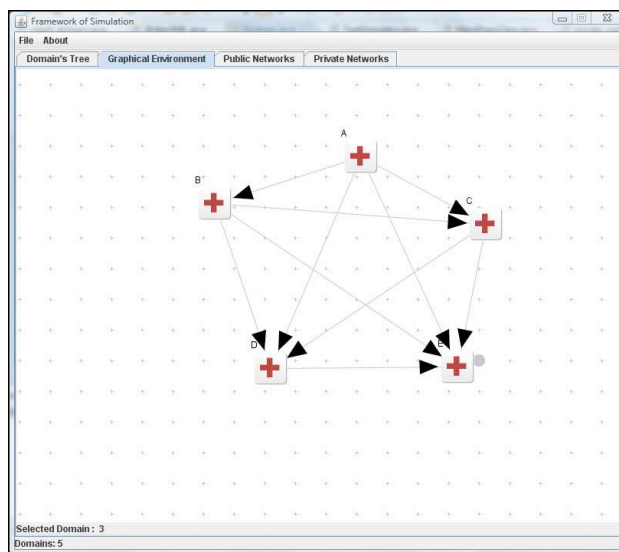 Framework of Simulation
File About
Domain's Tree Graphical Environment Public Networks Private Networks
A
B
C
D
E
Selected Domain : 3
Domains: 5